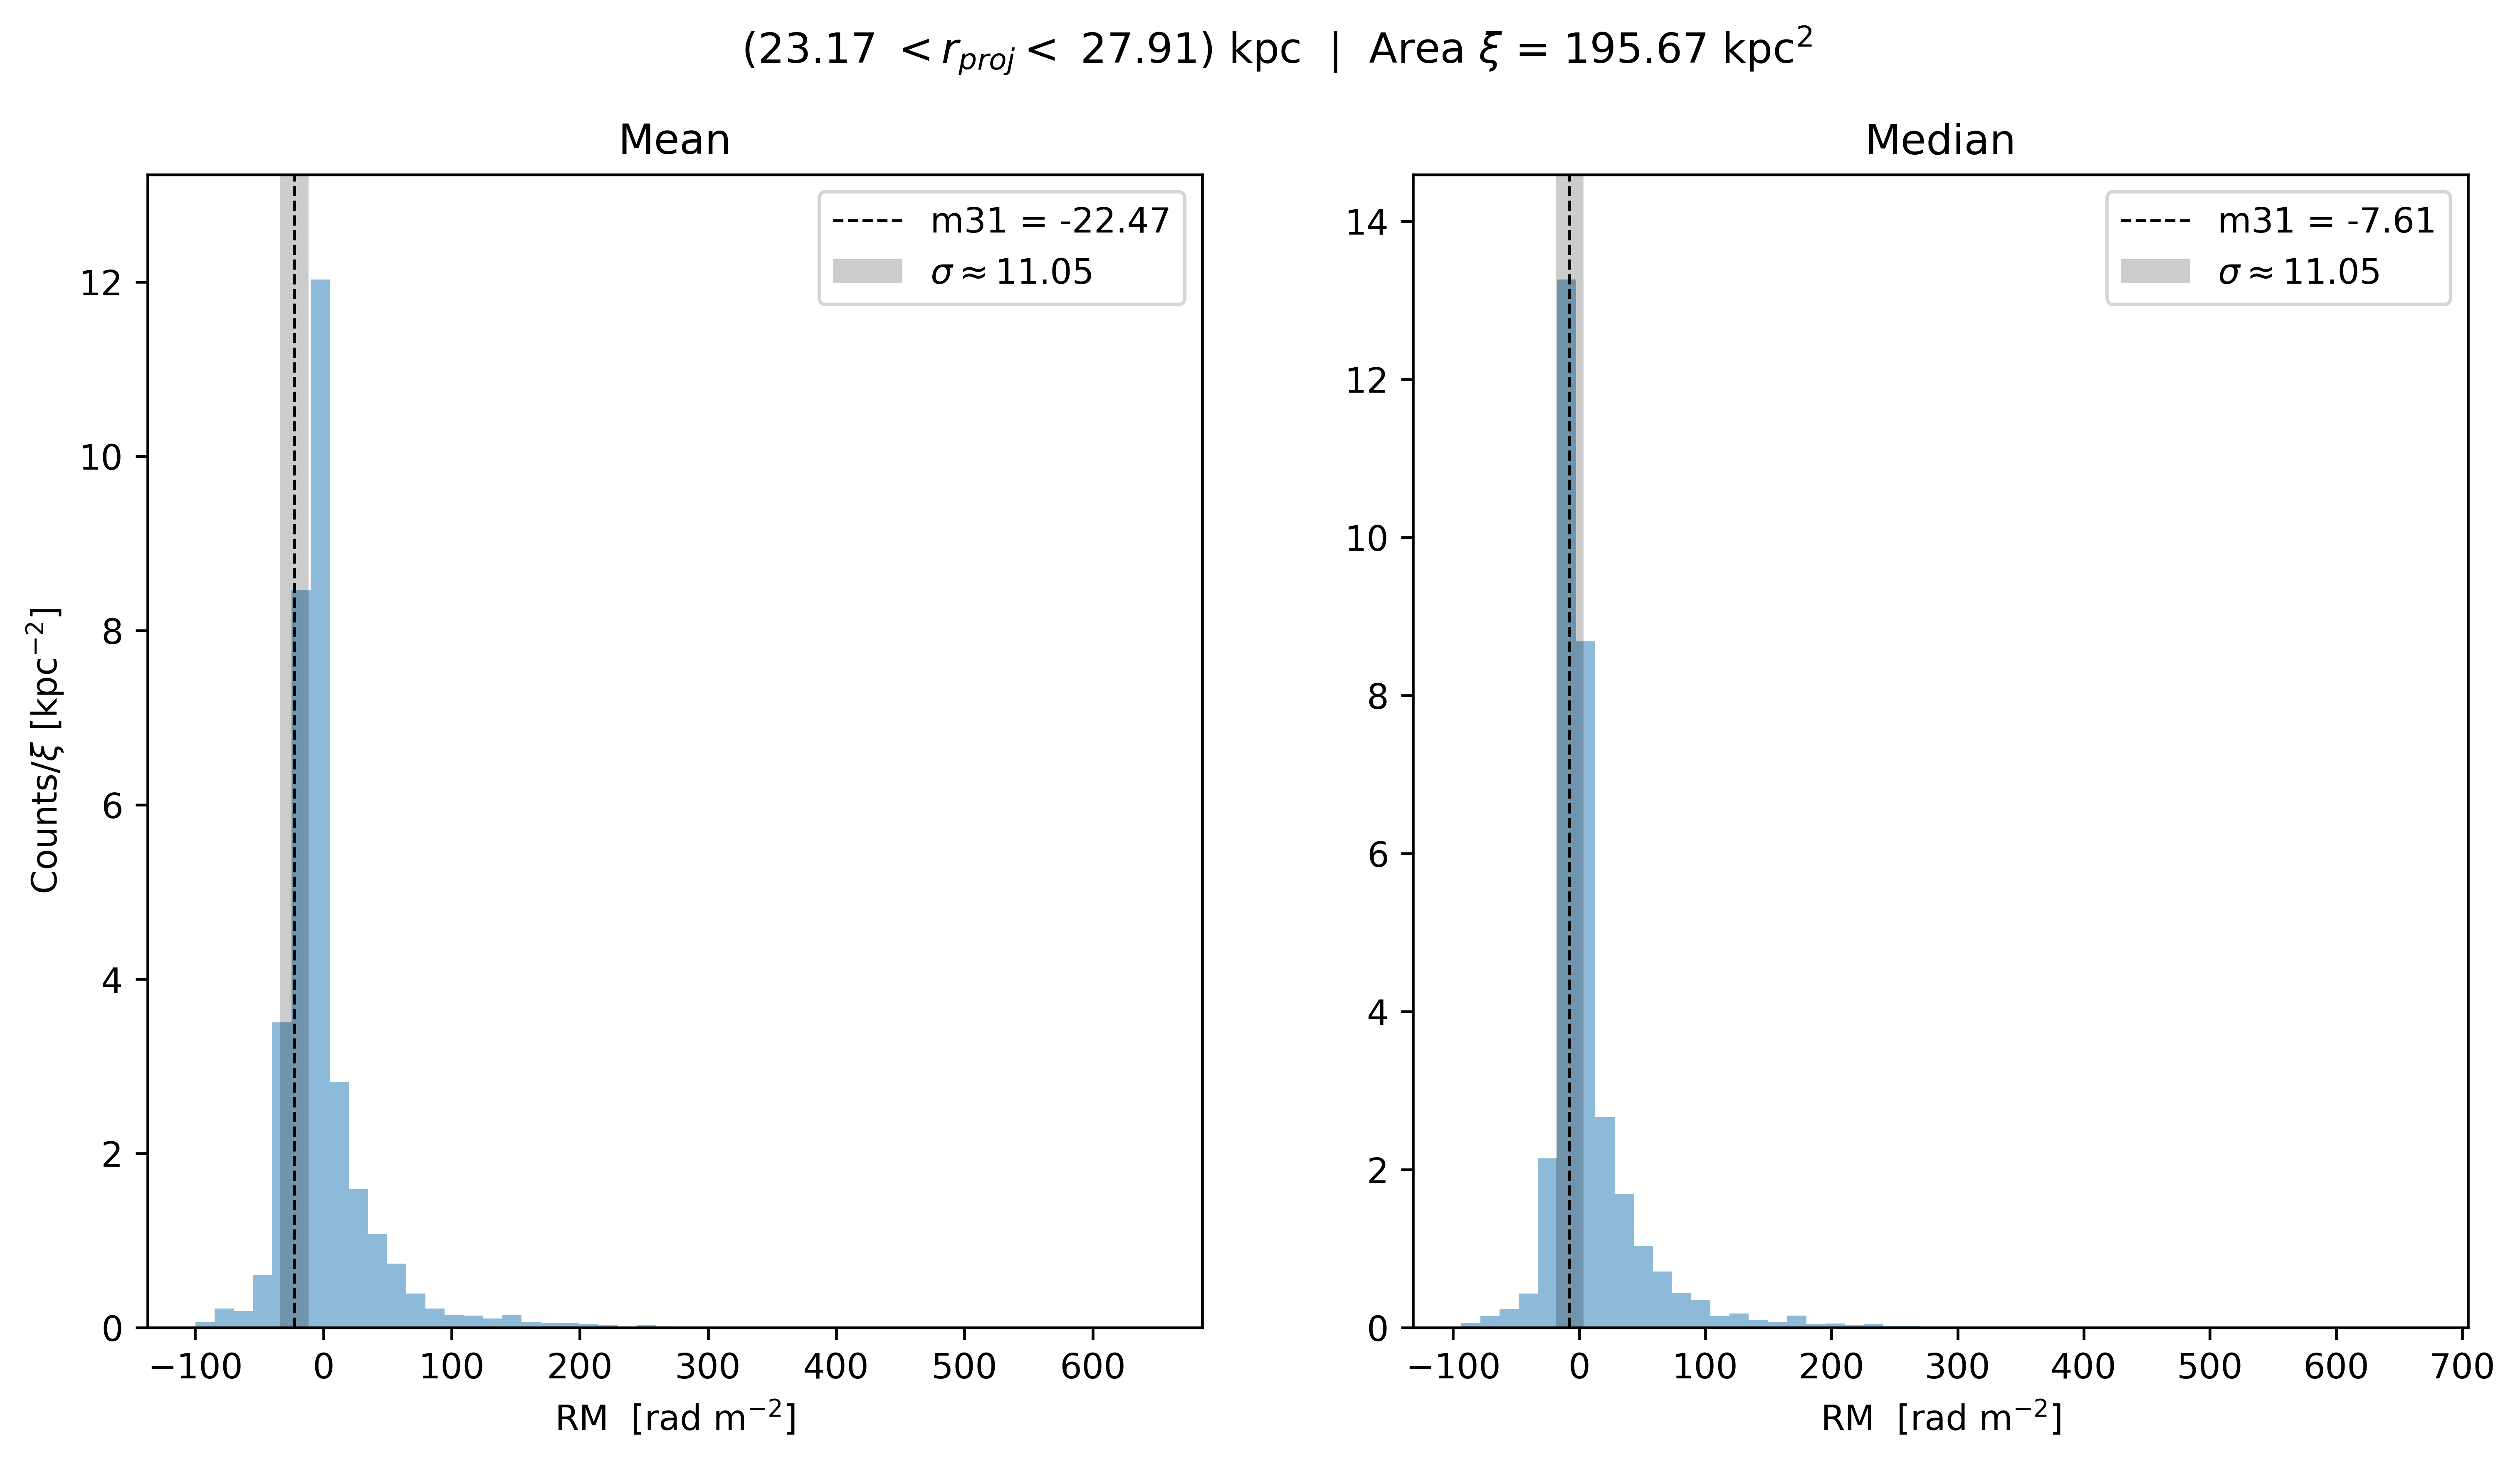 (23.17 < r_proj < 27.91) kpc | Area ξ = 195.67 kpc²
Mean
m31 = -22.47
σ ≈ 11.05
12
10
8
6
4
2
0
Counts/ξ [kpc⁻²]
−100 0 100 200 300 400 500 600
RM [rad m⁻²]
Median
m31 = -7.61
σ ≈ 11.05
14
12
10
8
6
4
2
0
−100 0 100 200 300 400 500 600 700
RM [rad m⁻²]